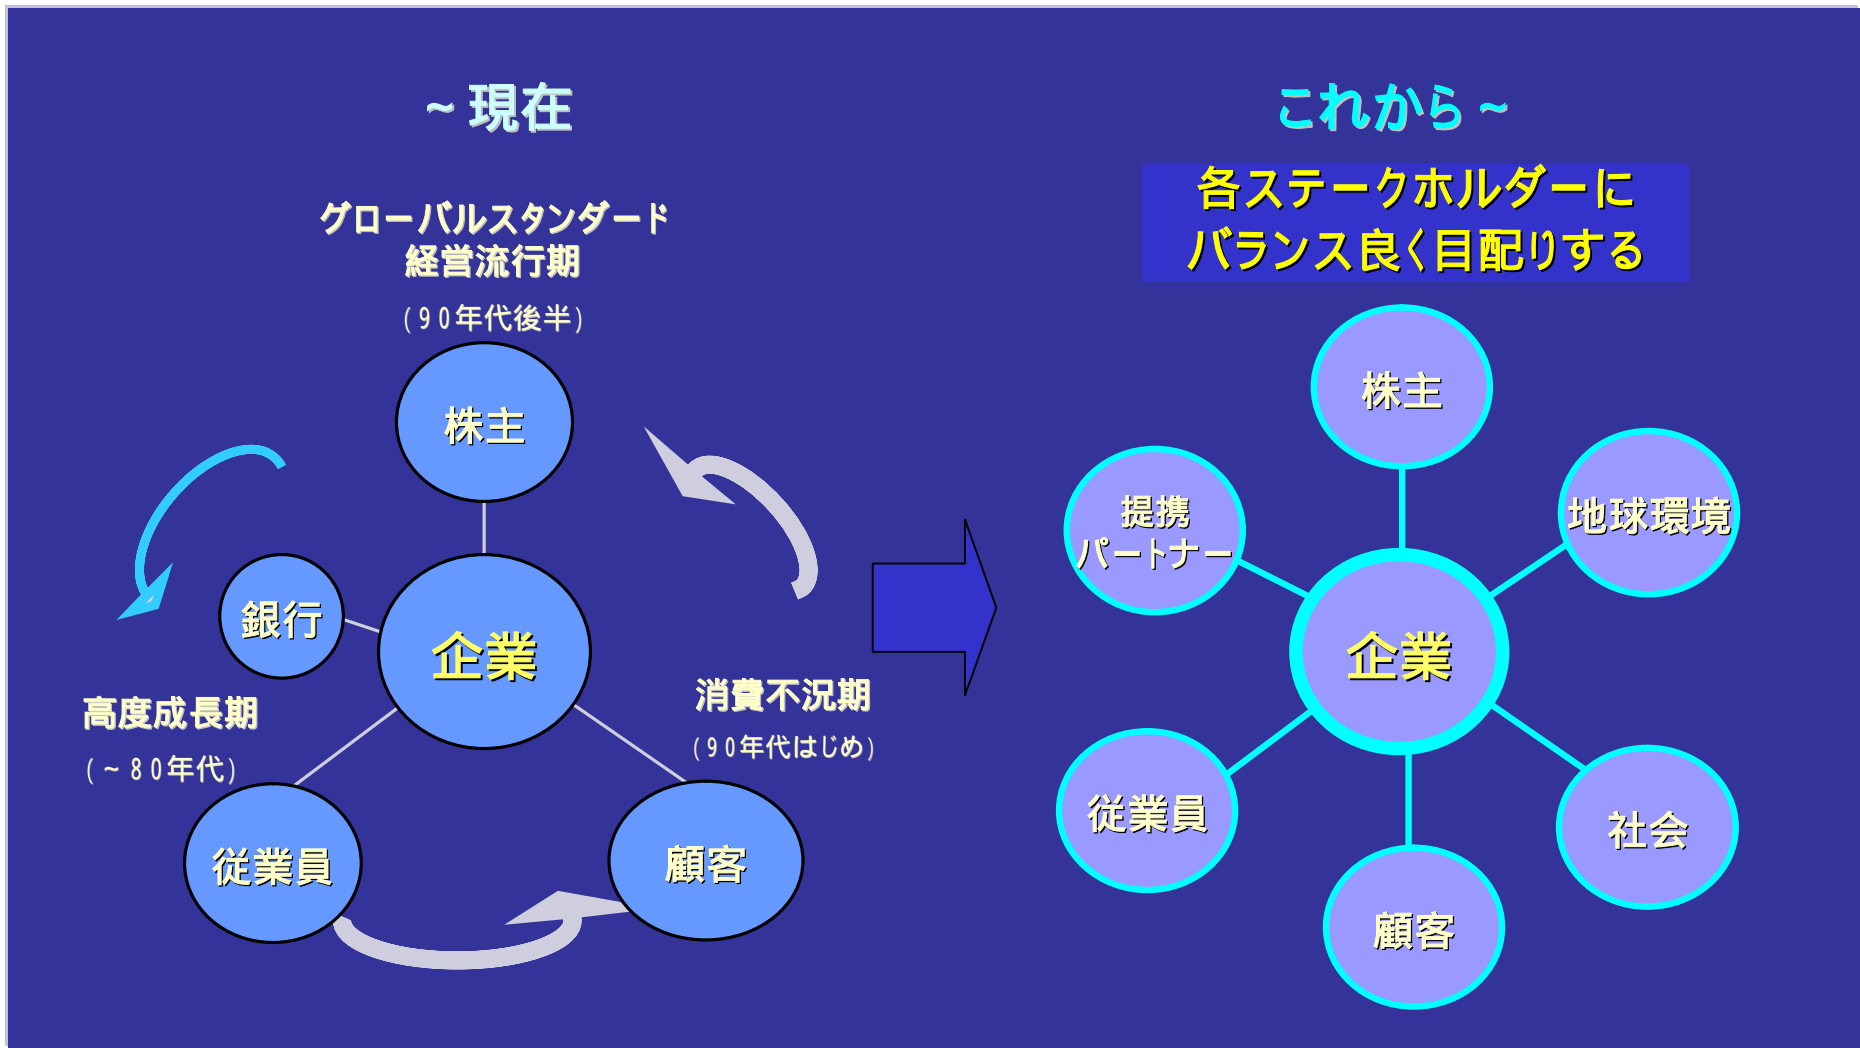 ~現在
グローバルスタンダード
経営流行期
(90年代後半)
株主
銀行
企業
高度成長期
(~80年代)
消費不況期
(90年代はじめ)
従業員
顧客
これから~
各ステークホルダーに
バランス良く目配りする
株主
提携
パートナー
地球環境
企業
従業員
社会
顧客